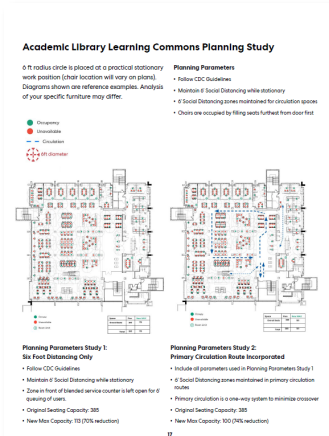 Academic Library Learning Commons Planning Study
6 ft radius circle is placed at a practical stationary
work position (chair location will vary on plans).
Diagrams shown are reference examples. Analysis
of your specific furniture may differ.
Planning Parameters
• Follow CDC Guidelines
• Maintain 6' Social Distancing while stationary
• 6' Social Distancing zones maintained for circulation spaces
• Chairs are occupied by filling seats furthest from door first
Occupancy
Unavailable
Circulation
6ft diameter
Planning Parameters Study 1:
Six Foot Distancing Only
• Follow CDC Guidelines
• Maintain 6' Social Distancing while stationary
• Zone in front of blended service counter is left open for 6'
queuing of users.
• Original Seating Capacity: 385
• New Max Capacity: 113 (70% reduction)
Planning Parameters Study 2:
Primary Circulation Route Incorporated
• Include all parameters used in Planning Parameters Study 1
• 6' Social Distancing zones maintained in primary circulation
routes
• Primary circulation is a one-way system to minimize crossover
• Original Seating Capacity: 385
• New Max Capacity: 100 (74% reduction)
17